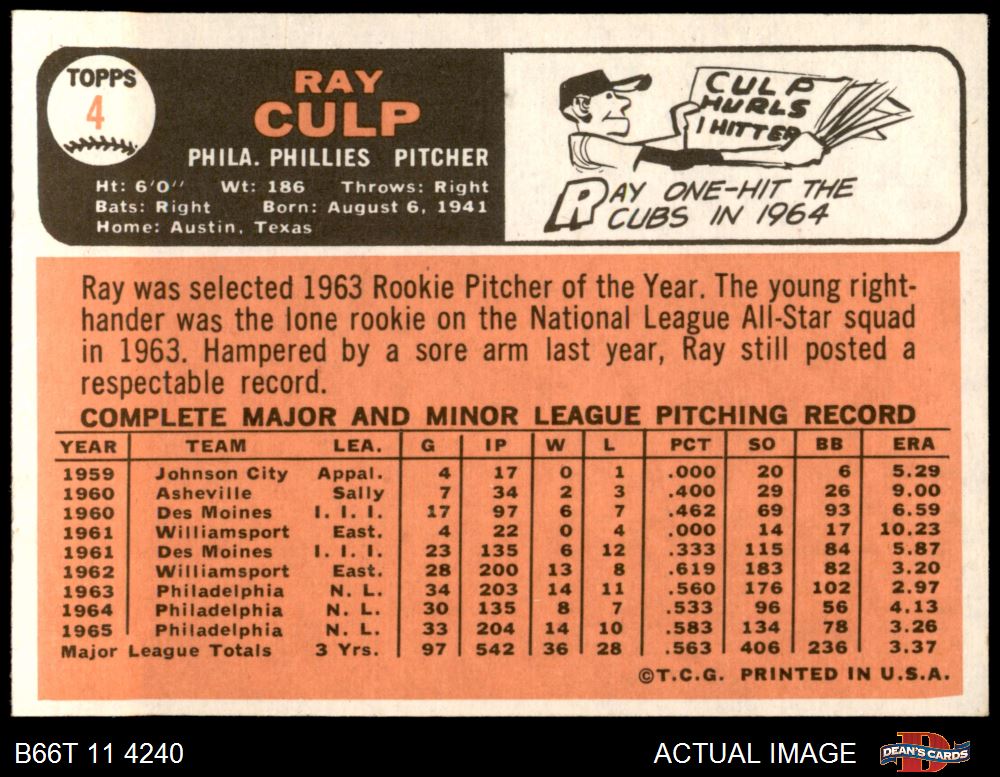 TOPPS
4
RAY
CULP
PHILA. PHILLIES PITCHER
Ht: 6'0" Wt: 186 Throws: Right
Bats: Right Born: August 6, 1941
Home: Austin, Texas
CULP
HURLS
1 HITTER
RAY ONE-HIT THE
CUBS IN 1964
Ray was selected 1963 Rookie Pitcher of the Year. The young right-
hander was the lone rookie on the National League All-Star squad
in 1963. Hampered by a sore arm last year, Ray still posted a
respectable record.
COMPLETE MAJOR AND MINOR LEAGUE PITCHING RECORD
YEAR TEAM LEA. G IP W L PCT SO BB ERA
1959 Johnson City Appal. 4 17 0 1 .000 20 6 5.29
1960 Asheville Sally 7 34 2 3 .400 29 26 9.00
1960 Des Moines I. I. I. 17 97 6 7 .462 69 93 6.59
1961 Williamsport East. 4 22 0 4 .000 14 17 10.23
1961 Des Moines I. I. I. 23 135 6 12 .333 115 84 5.87
1962 Williamsport East. 28 200 13 8 .619 183 82 3.20
1963 Philadelphia N. L. 34 203 14 11 .560 176 102 2.97
1964 Philadelphia N. L. 30 135 8 7 .533 96 56 4.13
1965 Philadelphia N. L. 33 204 14 10 .583 134 78 3.26
Major League Totals 3 Yrs. 97 542 36 28 .563 406 236 3.37
©T.C.G. PRINTED IN U.S.A.
B66T 11 4240 ACTUAL IMAGE DEAN'S CARDS